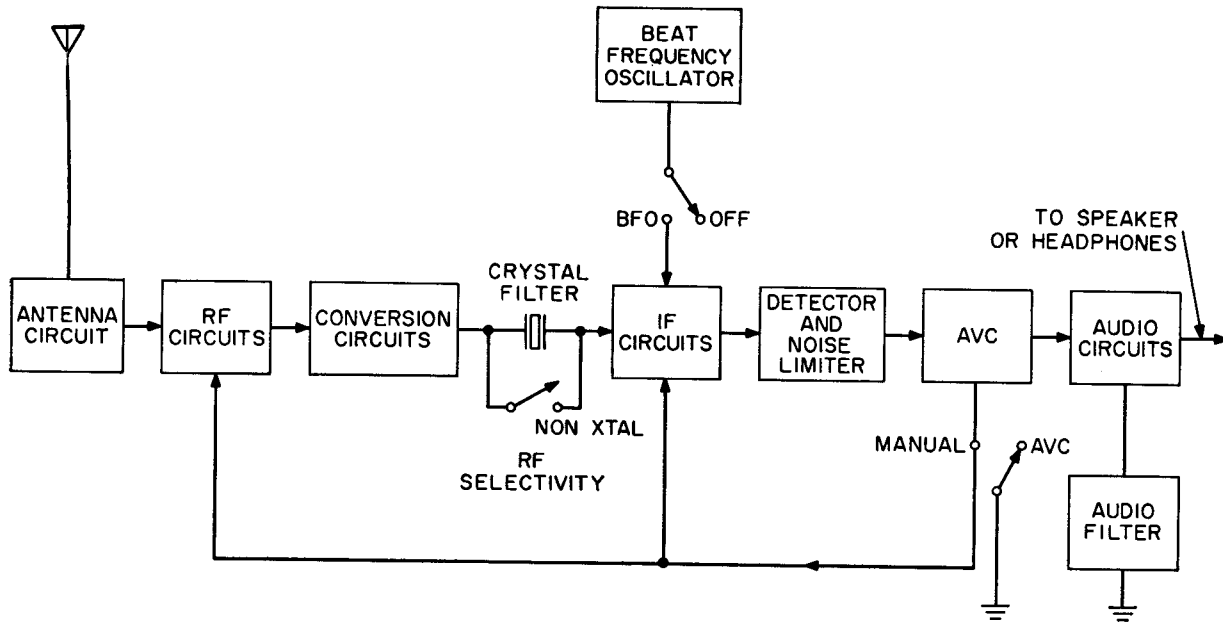 BEAT
FREQUENCY
OSCILLATOR
BFO
OFF
TO SPEAKER
OR HEADPHONES
CRYSTAL
FILTER
ANTENNA
CIRCUIT
RF
CIRCUITS
CONVERSION
CIRCUITS
IF
CIRCUITS
DETECTOR
AND
NOISE
LIMITER
AVC
AUDIO
CIRCUITS
NON XTAL
RF
SELECTIVITY
MANUAL
AVC
AUDIO
FILTER